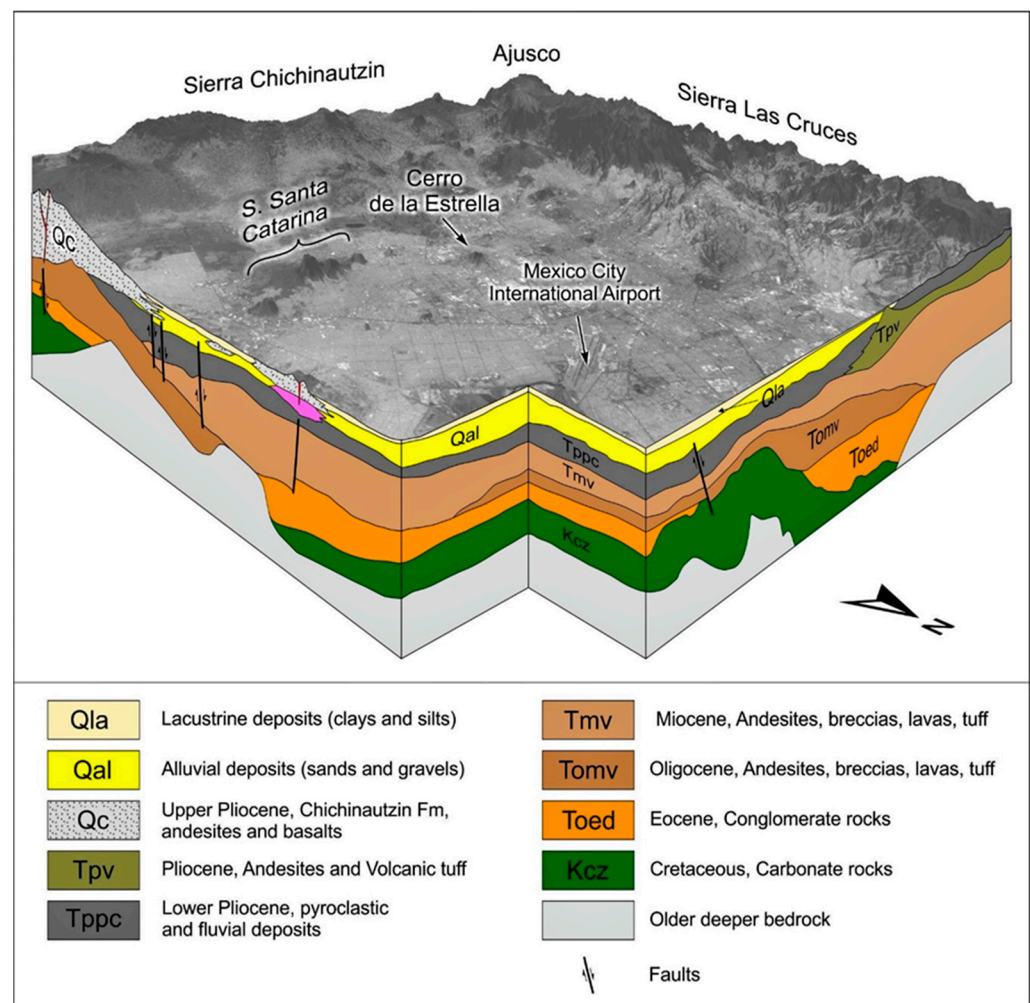 Ajusco
Sierra Chichinautzin
Sierra Las Cruces
Cerro
de la Estrella
S. Santa
Catarina
Qc
Mexico City
International Airport
Tpv
Qla
Qal
Tppc
Tmv
Tomv
Toed
Kcz
N
Qla Lacustrine deposits (clays and silts)
Qal Alluvial deposits (sands and gravels)
Qc Upper Pliocene, Chichinautzin Fm,
andesites and basalts
Tpv Pliocene, Andesites and Volcanic tuff
Tppc Lower Pliocene, pyroclastic
and fluvial deposits
Tmv Miocene, Andesites, breccias, lavas, tuff
Tomv Oligocene, Andesites, breccias, lavas, tuff
Toed Eocene, Conglomerate rocks
Kcz Cretaceous, Carbonate rocks
Older deeper bedrock
Faults